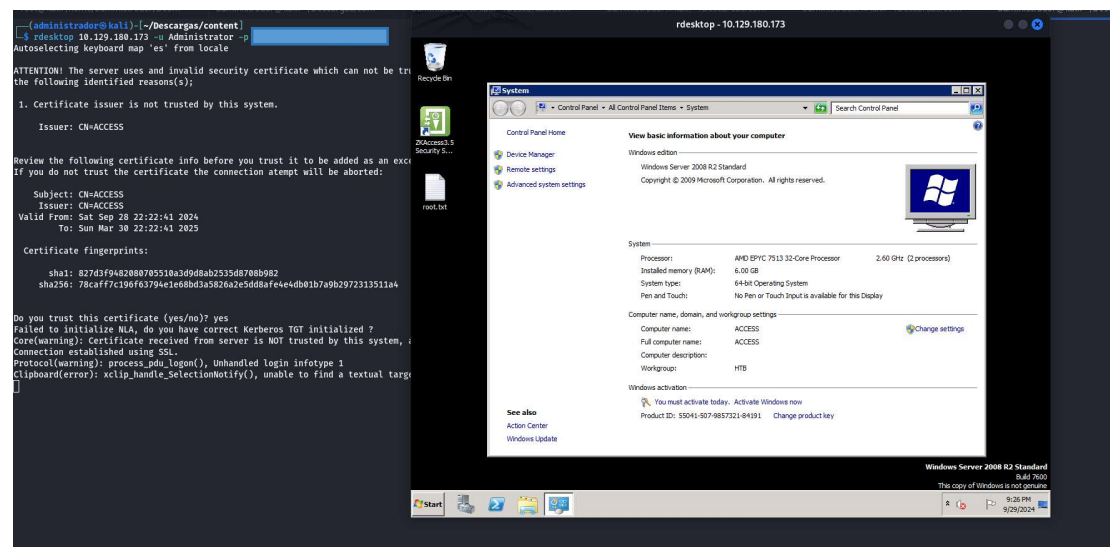 ┌──(administrador㉿kali)-[~/Descargas/content]
└─$ rdesktop 10.129.180.173 -u Administrator -p
Autoselecting keyboard map 'es' from locale
ATTENTION! The server uses and invalid security certificate which can not be tru
the following identified reasons(s);
1. Certificate issuer is not trusted by this system.
Issuer: CN=ACCESS
Review the following certificate info before you trust it to be added as an exce
If you do not trust the certificate the connection atempt will be aborted:
Subject: CN=ACCESS
Issuer: CN=ACCESS
Valid From: Sat Sep 28 22:22:41 2024
To: Sun Mar 30 22:22:41 2025
Certificate fingerprints:
sha1: 827d3f9482080705510a3d9d8ab2535d8708b982
sha256: 78caff7c196f63794e1e68bd3a5826a2e5dd8afe4e4db01b7a9b2972313511a4
Do you trust this certificate (yes/no)? yes
Failed to initialize NLA, do you have correct Kerberos TGT initialized ?
Core(warning): Certificate received from server is NOT trusted by this system, a
Connection established using SSL.
Protocol(warning): process_pdu_logon(), Unhandled login infotype 1
Clipboard(error): xclip_handle_SelectionNotify(), unable to find a textual targe
rdesktop - 10.129.180.173
Recycle Bin
ZKAccess3.5
Security S...
root.txt
System
Control Panel
All Control Panel Items
System
Search Control Panel
Control Panel Home
Device Manager
Remote settings
Advanced system settings
See also
Action Center
Windows Update
View basic information about your computer
Windows edition
Windows Server 2008 R2 Standard
Copyright © 2009 Microsoft Corporation. All rights reserved.
System
Processor: AMD EPYC 7513 32-Core Processor 2.60 GHz (2 processors)
Installed memory (RAM): 6.00 GB
System type: 64-bit Operating System
Pen and Touch: No Pen or Touch Input is available for this Display
Computer name, domain, and workgroup settings
Computer name: ACCESS Change settings
Full computer name: ACCESS
Computer description:
Workgroup: HTB
Windows activation
You must activate today. Activate Windows now
Product ID: 55041-507-9857321-84191 Change product key
Windows Server 2008 R2 Standard
Build 7600
This copy of Windows is not genuine
Start
9:26 PM
9/29/2024